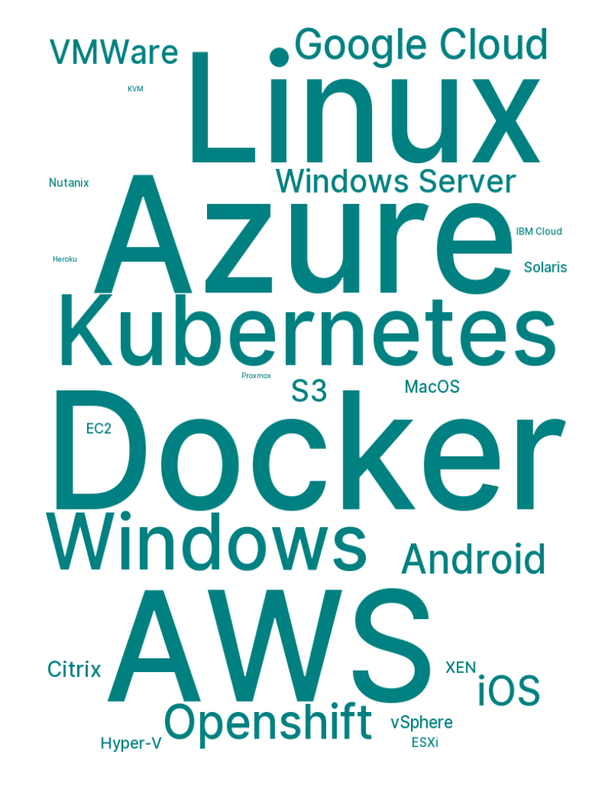 VMWare
Google Cloud
Linux
KVM
Windows Server
Nutanix
Azure
IBM Cloud
Heroku
Solaris
Kubernetes
Proxmox
S3
MacOS
Docker
EC2
Windows
Android
AWS
Citrix
XEN
iOS
Openshift
vSphere
Hyper-V
ESXi